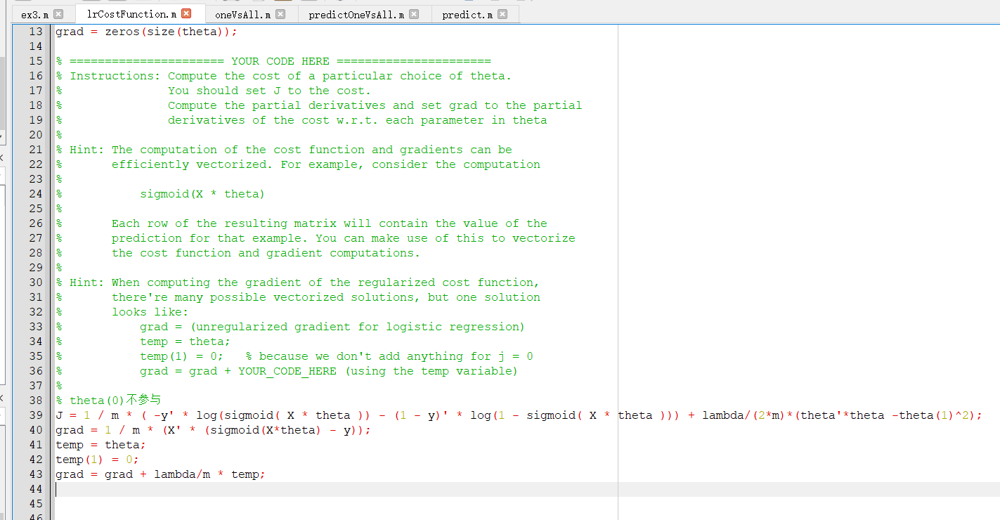 ex3.m lrCostFunction.m oneVsAll.m predictOneVsAll.m predict.m
13 grad = zeros(size(theta));
14
15 % ====================== YOUR CODE HERE ======================
16 % Instructions: Compute the cost of a particular choice of theta.
17 %               You should set J to the cost.
18 %               Compute the partial derivatives and set grad to the partial
19 %               derivatives of the cost w.r.t. each parameter in theta
20 %
21 % Hint: The computation of the cost function and gradients can be
22 %       efficiently vectorized. For example, consider the computation
23 %
24 %           sigmoid(X * theta)
25 %
26 %       Each row of the resulting matrix will contain the value of the
27 %       prediction for that example. You can make use of this to vectorize
28 %       the cost function and gradient computations.
29 %
30 % Hint: When computing the gradient of the regularized cost function,
31 %       there're many possible vectorized solutions, but one solution
32 %       looks like:
33 %           grad = (unregularized gradient for logistic regression)
34 %           temp = theta;
35 %           temp(1) = 0;   % because we don't add anything for j = 0
36 %           grad = grad + YOUR_CODE_HERE (using the temp variable)
37 %
38 % theta(0)不参与
39 J = 1 / m * ( -y' * log(sigmoid( X * theta )) - (1 - y)' * log(1 - sigmoid( X * theta ))) + lambda/(2*m)*(theta'*theta -theta(1)^2);
40 grad = 1 / m * (X' * (sigmoid(X*theta) - y));
41 temp = theta;
42 temp(1) = 0;
43 grad = grad + lambda/m * temp;
44
45
46